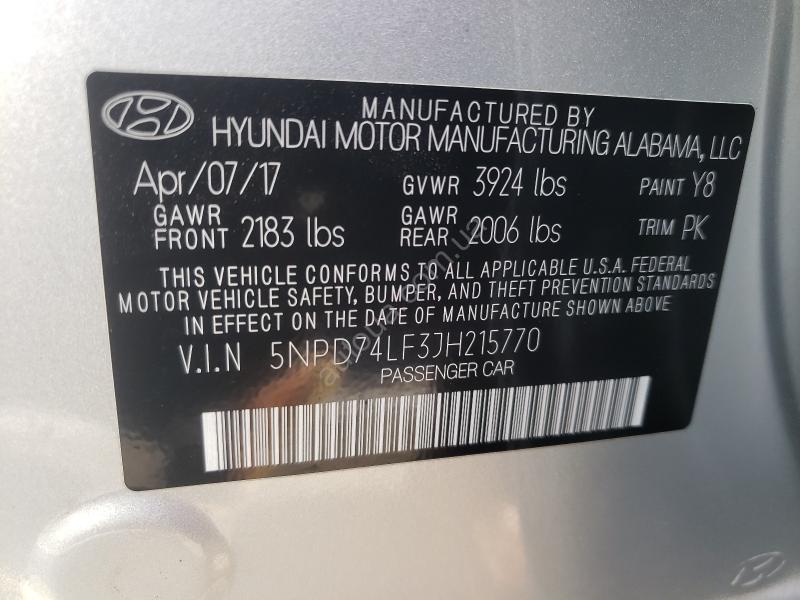 MANUFACTURED BY
HYUNDAI MOTOR MANUFACTURING ALABAMA, LLC
Apr/07/17 GVWR 3924 lbs PAINT Y8
GAWR FRONT 2183 lbs GAWR REAR 2006 lbs TRIM PK
THIS VEHICLE CONFORMS TO ALL APPLICABLE U.S.A. FEDERAL
MOTOR VEHICLE SAFETY, BUMPER, AND THEFT PREVENTION STANDARDS
IN EFFECT ON THE DATE OF MANUFACTURE SHOWN ABOVE
V.I.N 5NPD74LF3JH215770
PASSENGER CAR